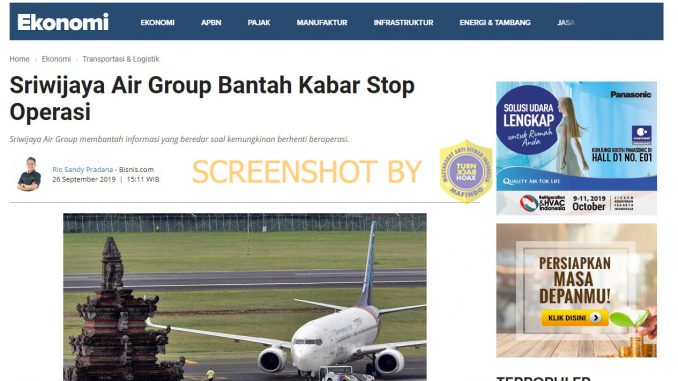 Ekonomi
EKONOMI APBN PAJAK MANUFAKTUR INFRASTRUKTUR ENERGI & TAMBANG JASA
Home Ekonomi Transportasi & Logistik
Sriwijaya Air Group Bantah Kabar Stop
Operasi
Sriwijaya Air Group membantah informasi yang beredar soal kemungkinan berhenti beroperasi.
Rio Sandy Pradana - Bisnis.com
26 September 2019 | 15:11 WIB
SCREENSHOT BY
MASYARAKAT ANTI FITNAH INDONESIA
TURN
BACK
HOAX
MAFINDO
Panasonic
SOLUSI UDARA
LENGKAP
untuk Rumah
Anda
KUNJUNGI BOOTH PANASONIC DI
HALL D1 NO. E01
QUALITY AIR FOR LIFE
Refrigeration
& HVAC
Indonesia
9-11, 2019
October
PERSIAPKAN
MASA
DEPANMU!
KLIK DISINI
TERPOPULER